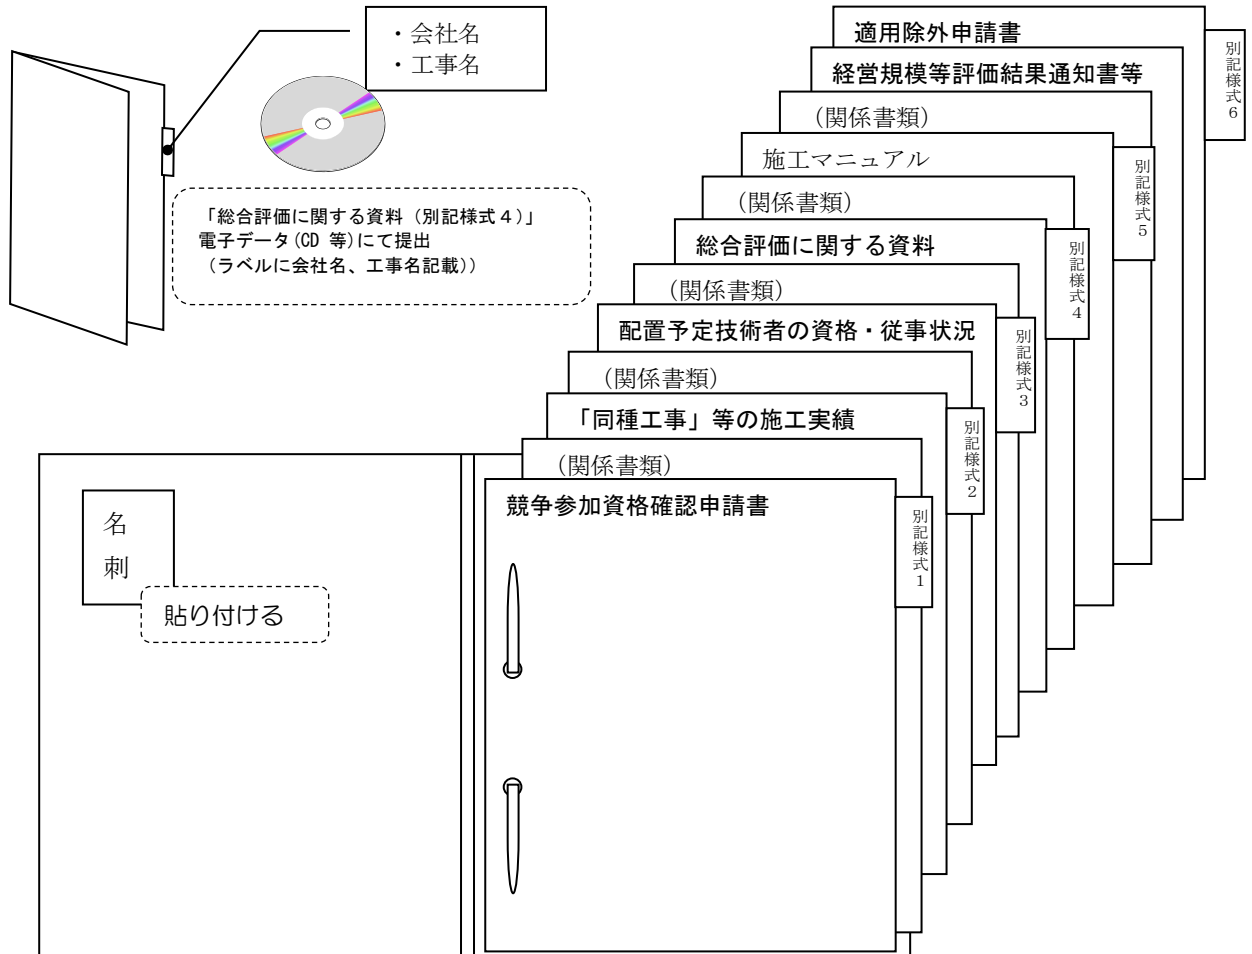 ・会社名
・工事名
「総合評価に関する資料（別記様式４）」
電子データ(CD 等)にて提出
（ラベルに会社名、工事名記載））
適用除外申請書
別記様式６
経営規模等評価結果通知書等
（関係書類）
施工マニュアル
別記様式５
（関係書類）
総合評価に関する資料
別記様式４
（関係書類）
配置予定技術者の資格・従事状況
別記様式３
（関係書類）
「同種工事」等の施工実績
別記様式２
（関係書類）
競争参加資格確認申請書
別記様式１
名
刺
貼り付ける